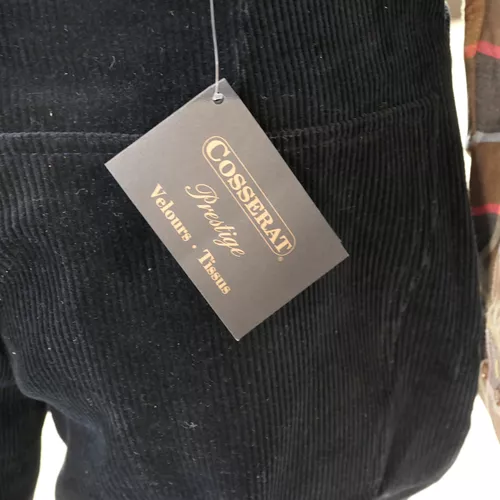 COSSERAT®
Prestige
Velours • Tissus